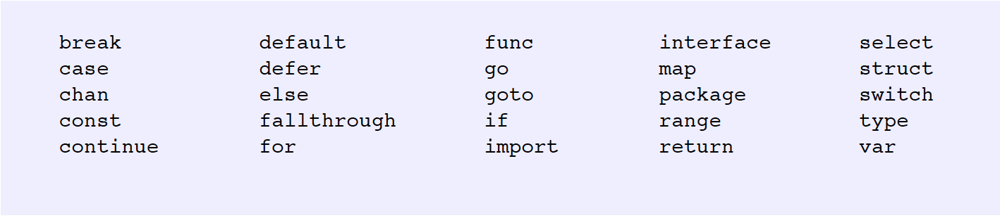 break default func interface select
case defer go map struct
chan else goto package switch
const fallthrough if range type
continue for import return var